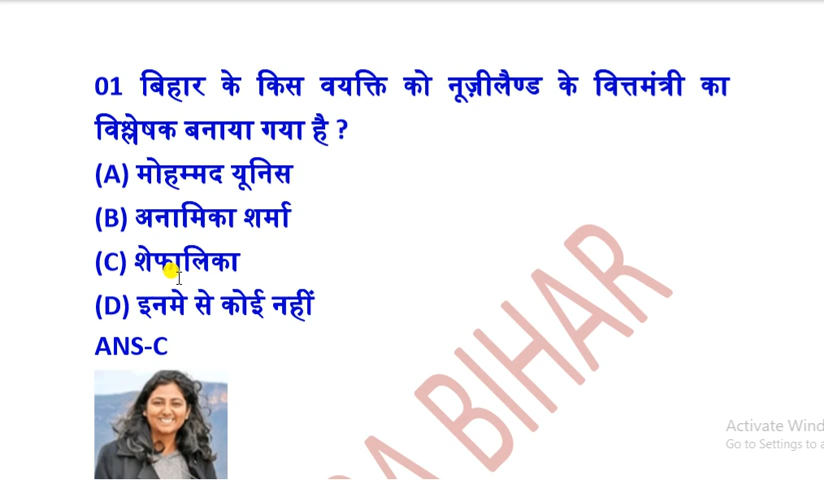 01 बिहार के किस वयक्ति को नूज़ीलैण्ड के वित्तमंत्री का
विश्लेषक बनाया गया है ?
(A) मोहम्मद यूनिस
(B) अनामिका शर्मा
(C) शेफालिका
(D) इनमे से कोई नहीं
ANS-C
BIHAR
Activate Wind
Go to Settings to a